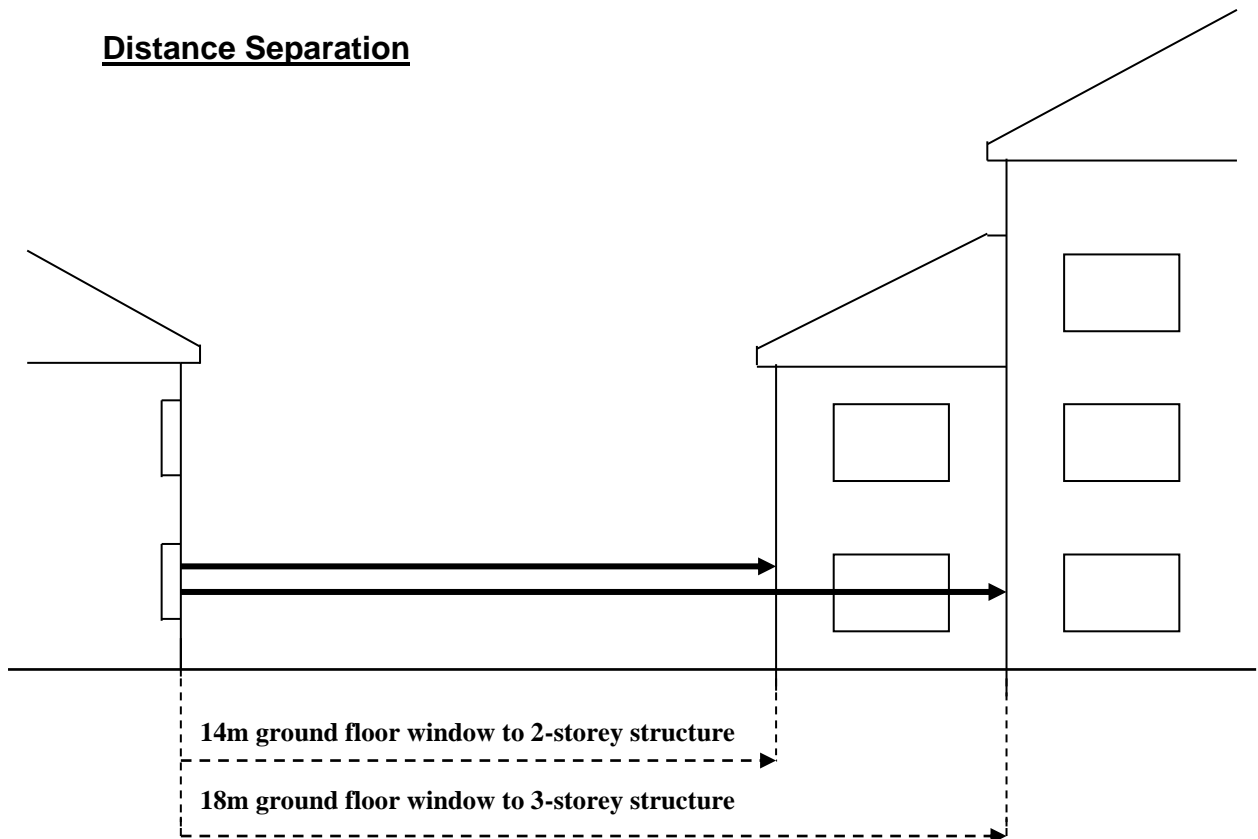 Distance Separation
14m ground floor window to 2-storey structure
18m ground floor window to 3-storey structure